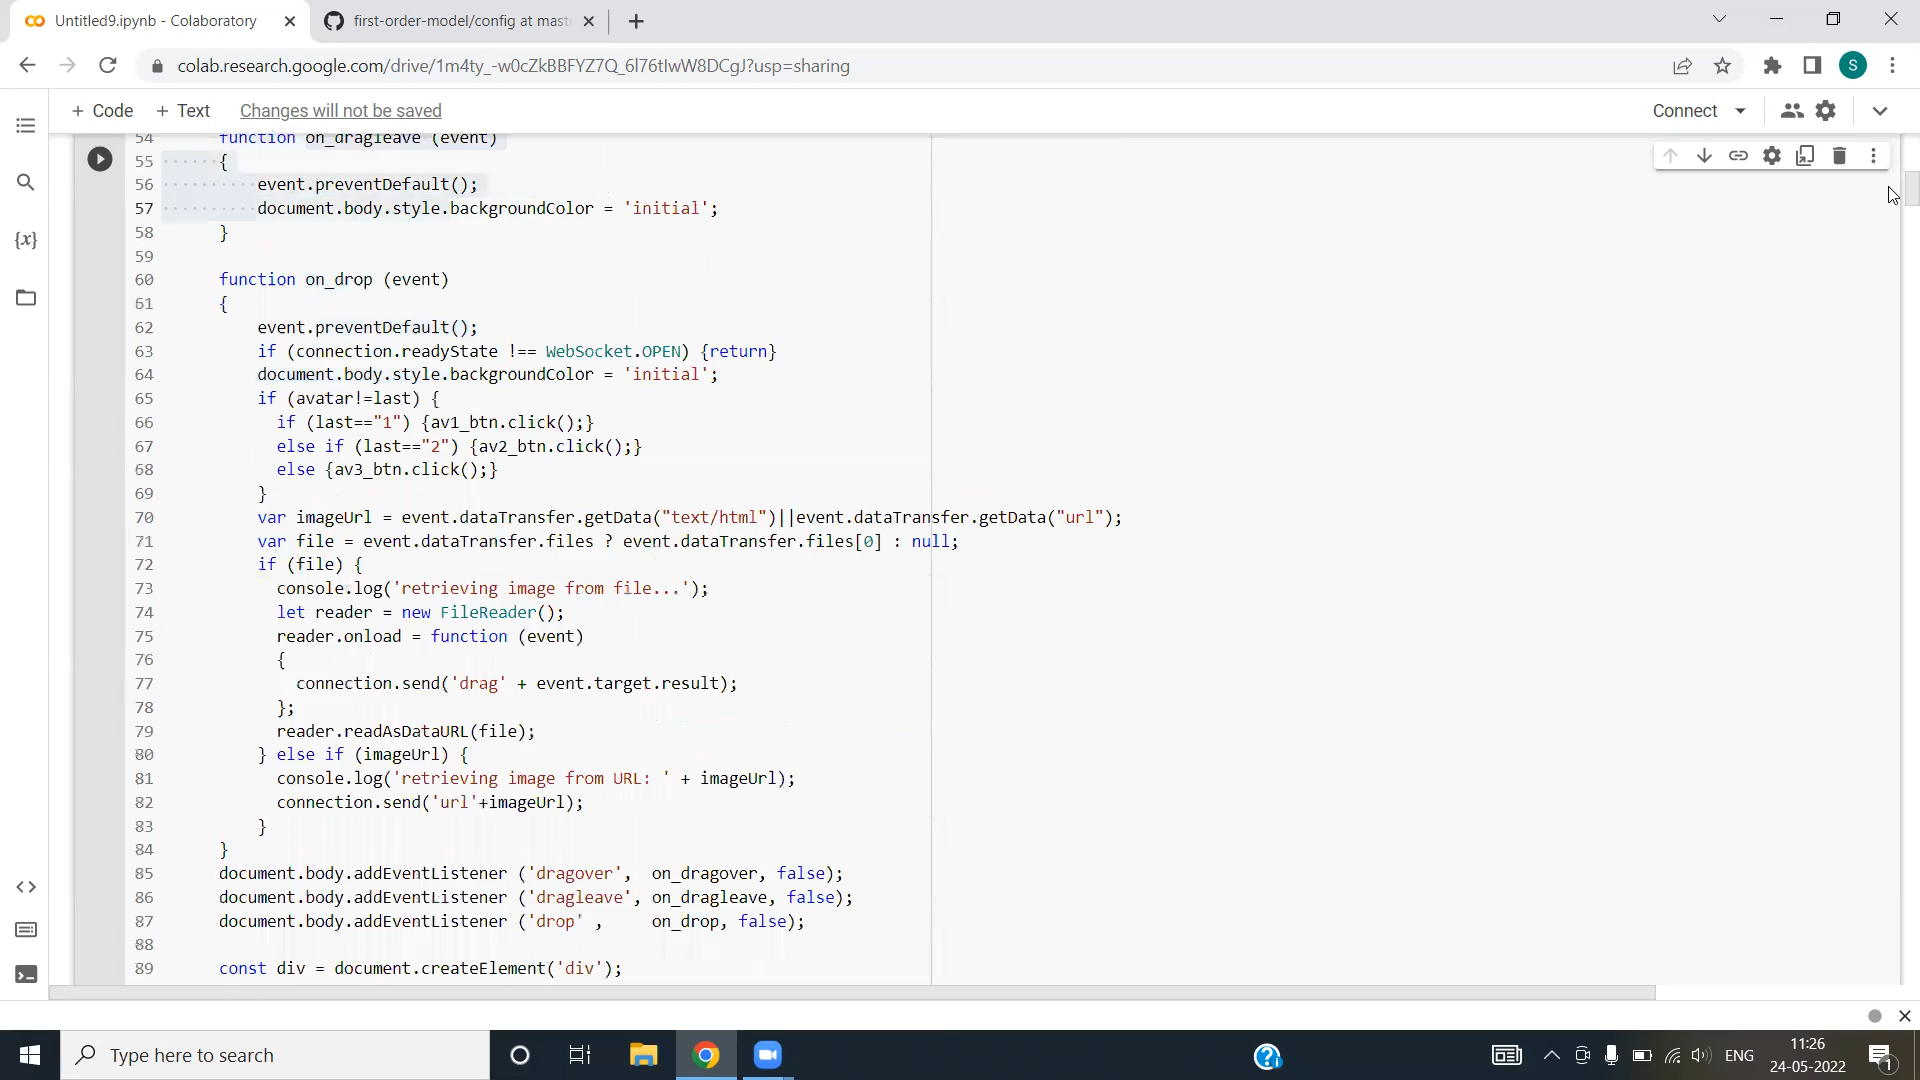 Untitled9.ipynb - Colaboratory
first-order-model/config at mast
colab.research.google.com/drive/1m4ty_-w0cZkBBFYZ7Q_6l76tIwW8DCgJ?usp=sharing
S
+ Code + Text Changes will not be saved
Connect
54 function on_dragleave (event)
55 {
56 event.preventDefault();
57 document.body.style.backgroundColor = 'initial';
58 }
59
60 function on_drop (event)
61 {
62 event.preventDefault();
63 if (connection.readyState !== WebSocket.OPEN) {return}
64 document.body.style.backgroundColor = 'initial';
65 if (avatar!=last) {
66 if (last=="1") {av1_btn.click();}
67 else if (last=="2") {av2_btn.click();}
68 else {av3_btn.click();}
69 }
70 var imageUrl = event.dataTransfer.getData("text/html")||event.dataTransfer.getData("url");
71 var file = event.dataTransfer.files ? event.dataTransfer.files[0] : null;
72 if (file) {
73 console.log('retrieving image from file...');
74 let reader = new FileReader();
75 reader.onload = function (event)
76 {
77 connection.send('drag' + event.target.result);
78 };
79 reader.readAsDataURL(file);
80 } else if (imageUrl) {
81 console.log('retrieving image from URL: ' + imageUrl);
82 connection.send('url'+imageUrl);
83 }
84 }
85 document.body.addEventListener ('dragover', on_dragover, false);
86 document.body.addEventListener ('dragleave', on_dragleave, false);
87 document.body.addEventListener ('drop' , on_drop, false);
88
89 const div = document.createElement('div');
{x}
Type here to search
ENG
11:26
24-05-2022
1